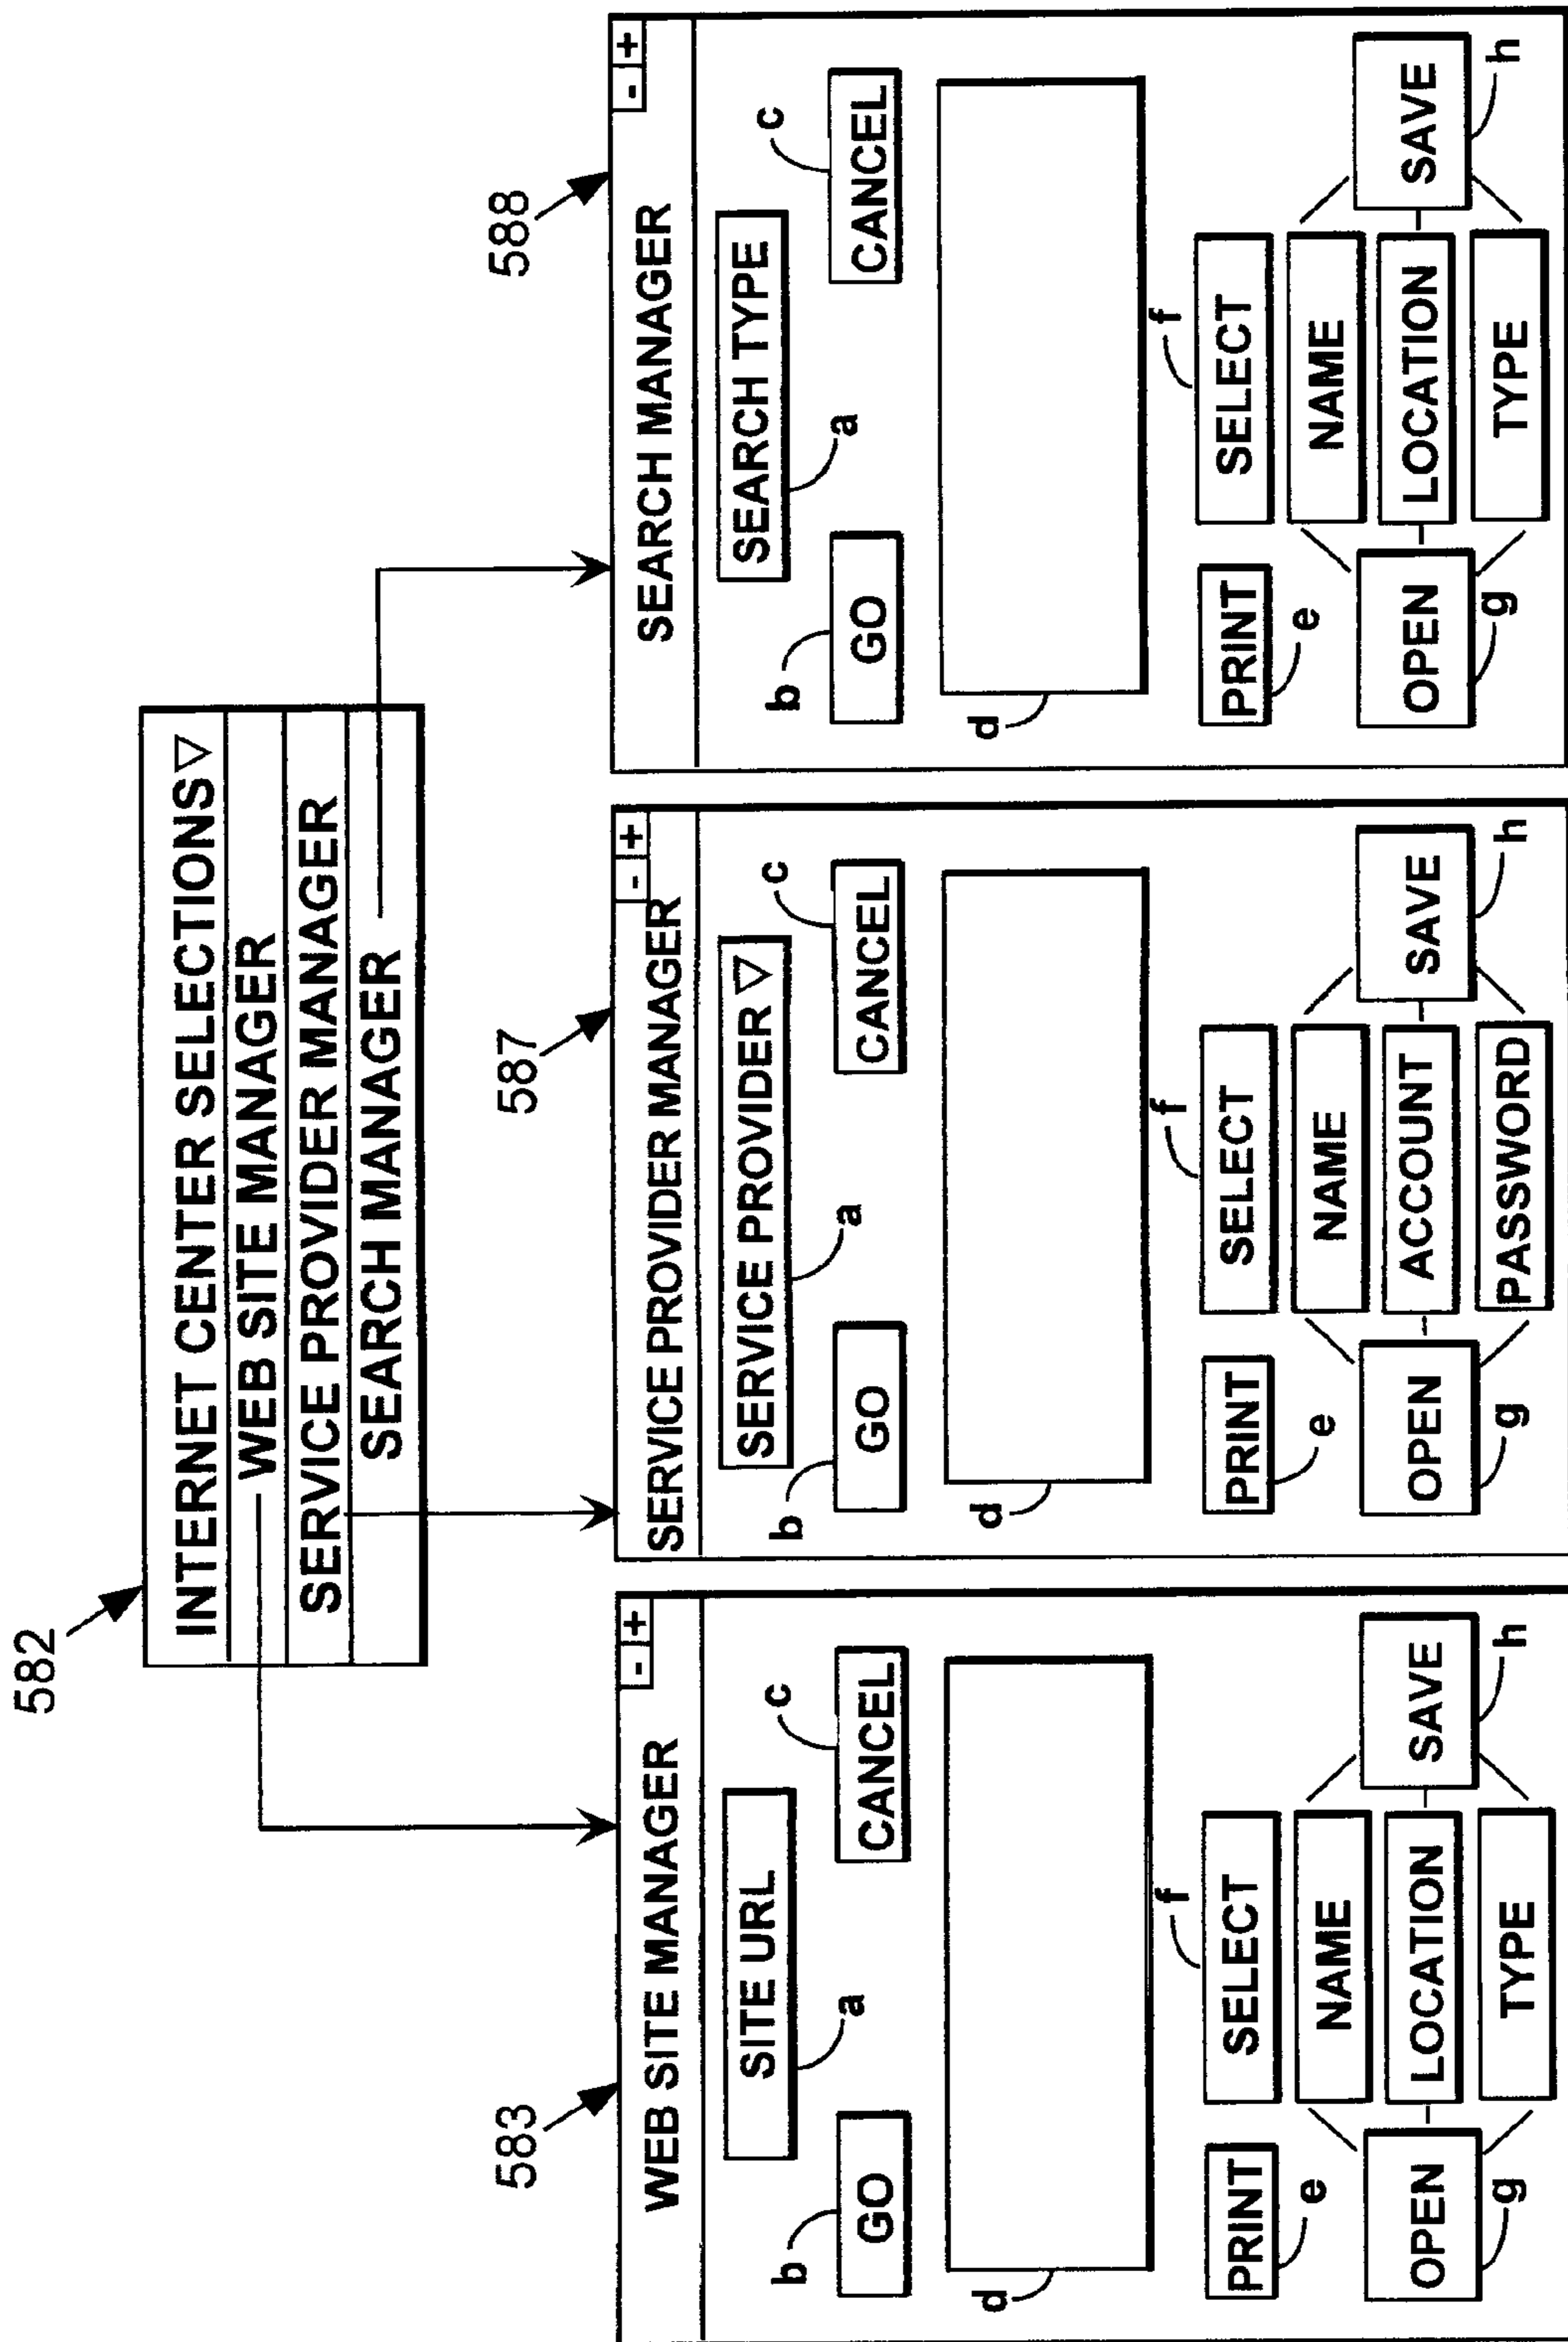 582
INTERNET CENTER SELECTIONS ▽
WEB SITE MANAGER
SERVICE PROVIDER MANAGER
SEARCH MANAGER
583
- +
WEB SITE MANAGER
SITE URL
a
b
GO
c
CANCEL
d
PRINT
e
f
SELECT
NAME
LOCATION
TYPE
OPEN
g
SAVE
h
587
- +
SERVICE PROVIDER MANAGER
SERVICE PROVIDER ▽
a
b
GO
c
CANCEL
d
PRINT
e
f
SELECT
NAME
ACCOUNT
PASSWORD
OPEN
g
SAVE
h
588
- +
SEARCH MANAGER
SEARCH TYPE
a
b
GO
c
CANCEL
d
PRINT
e
f
SELECT
NAME
LOCATION
TYPE
OPEN
g
SAVE
h